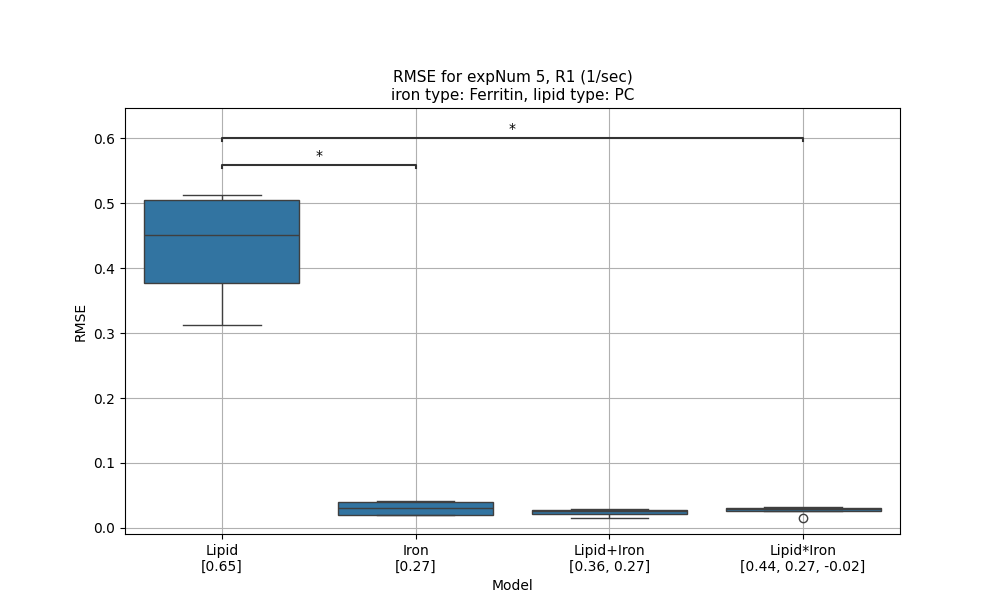 RMSE for expNum 5, R1 (1/sec)
iron type: Ferritin, lipid type: PC
*
*
0.6
0.5
0.4
0.3
0.2
0.1
0.0
RMSE
Lipid
[0.65]
Iron
[0.27]
Lipid+Iron
[0.36, 0.27]
Lipid*Iron
[0.44, 0.27, -0.02]
Model